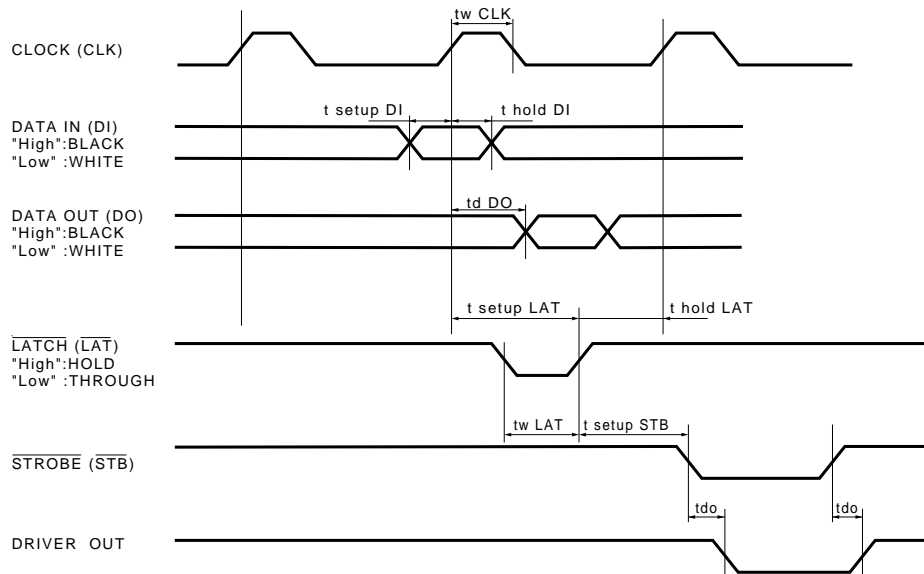 tw CLK
CLOCK (CLK)
t setup DI
t hold DI
DATA IN (DI)
"High":BLACK
"Low" :WHITE
td DO
DATA OUT (DO)
"High":BLACK
"Low" :WHITE
t setup LAT
t hold LAT
LATCH (LAT)
"High":HOLD
"Low" :THROUGH
tw LAT
t setup STB
STROBE (STB)
tdo
tdo
DRIVER OUT